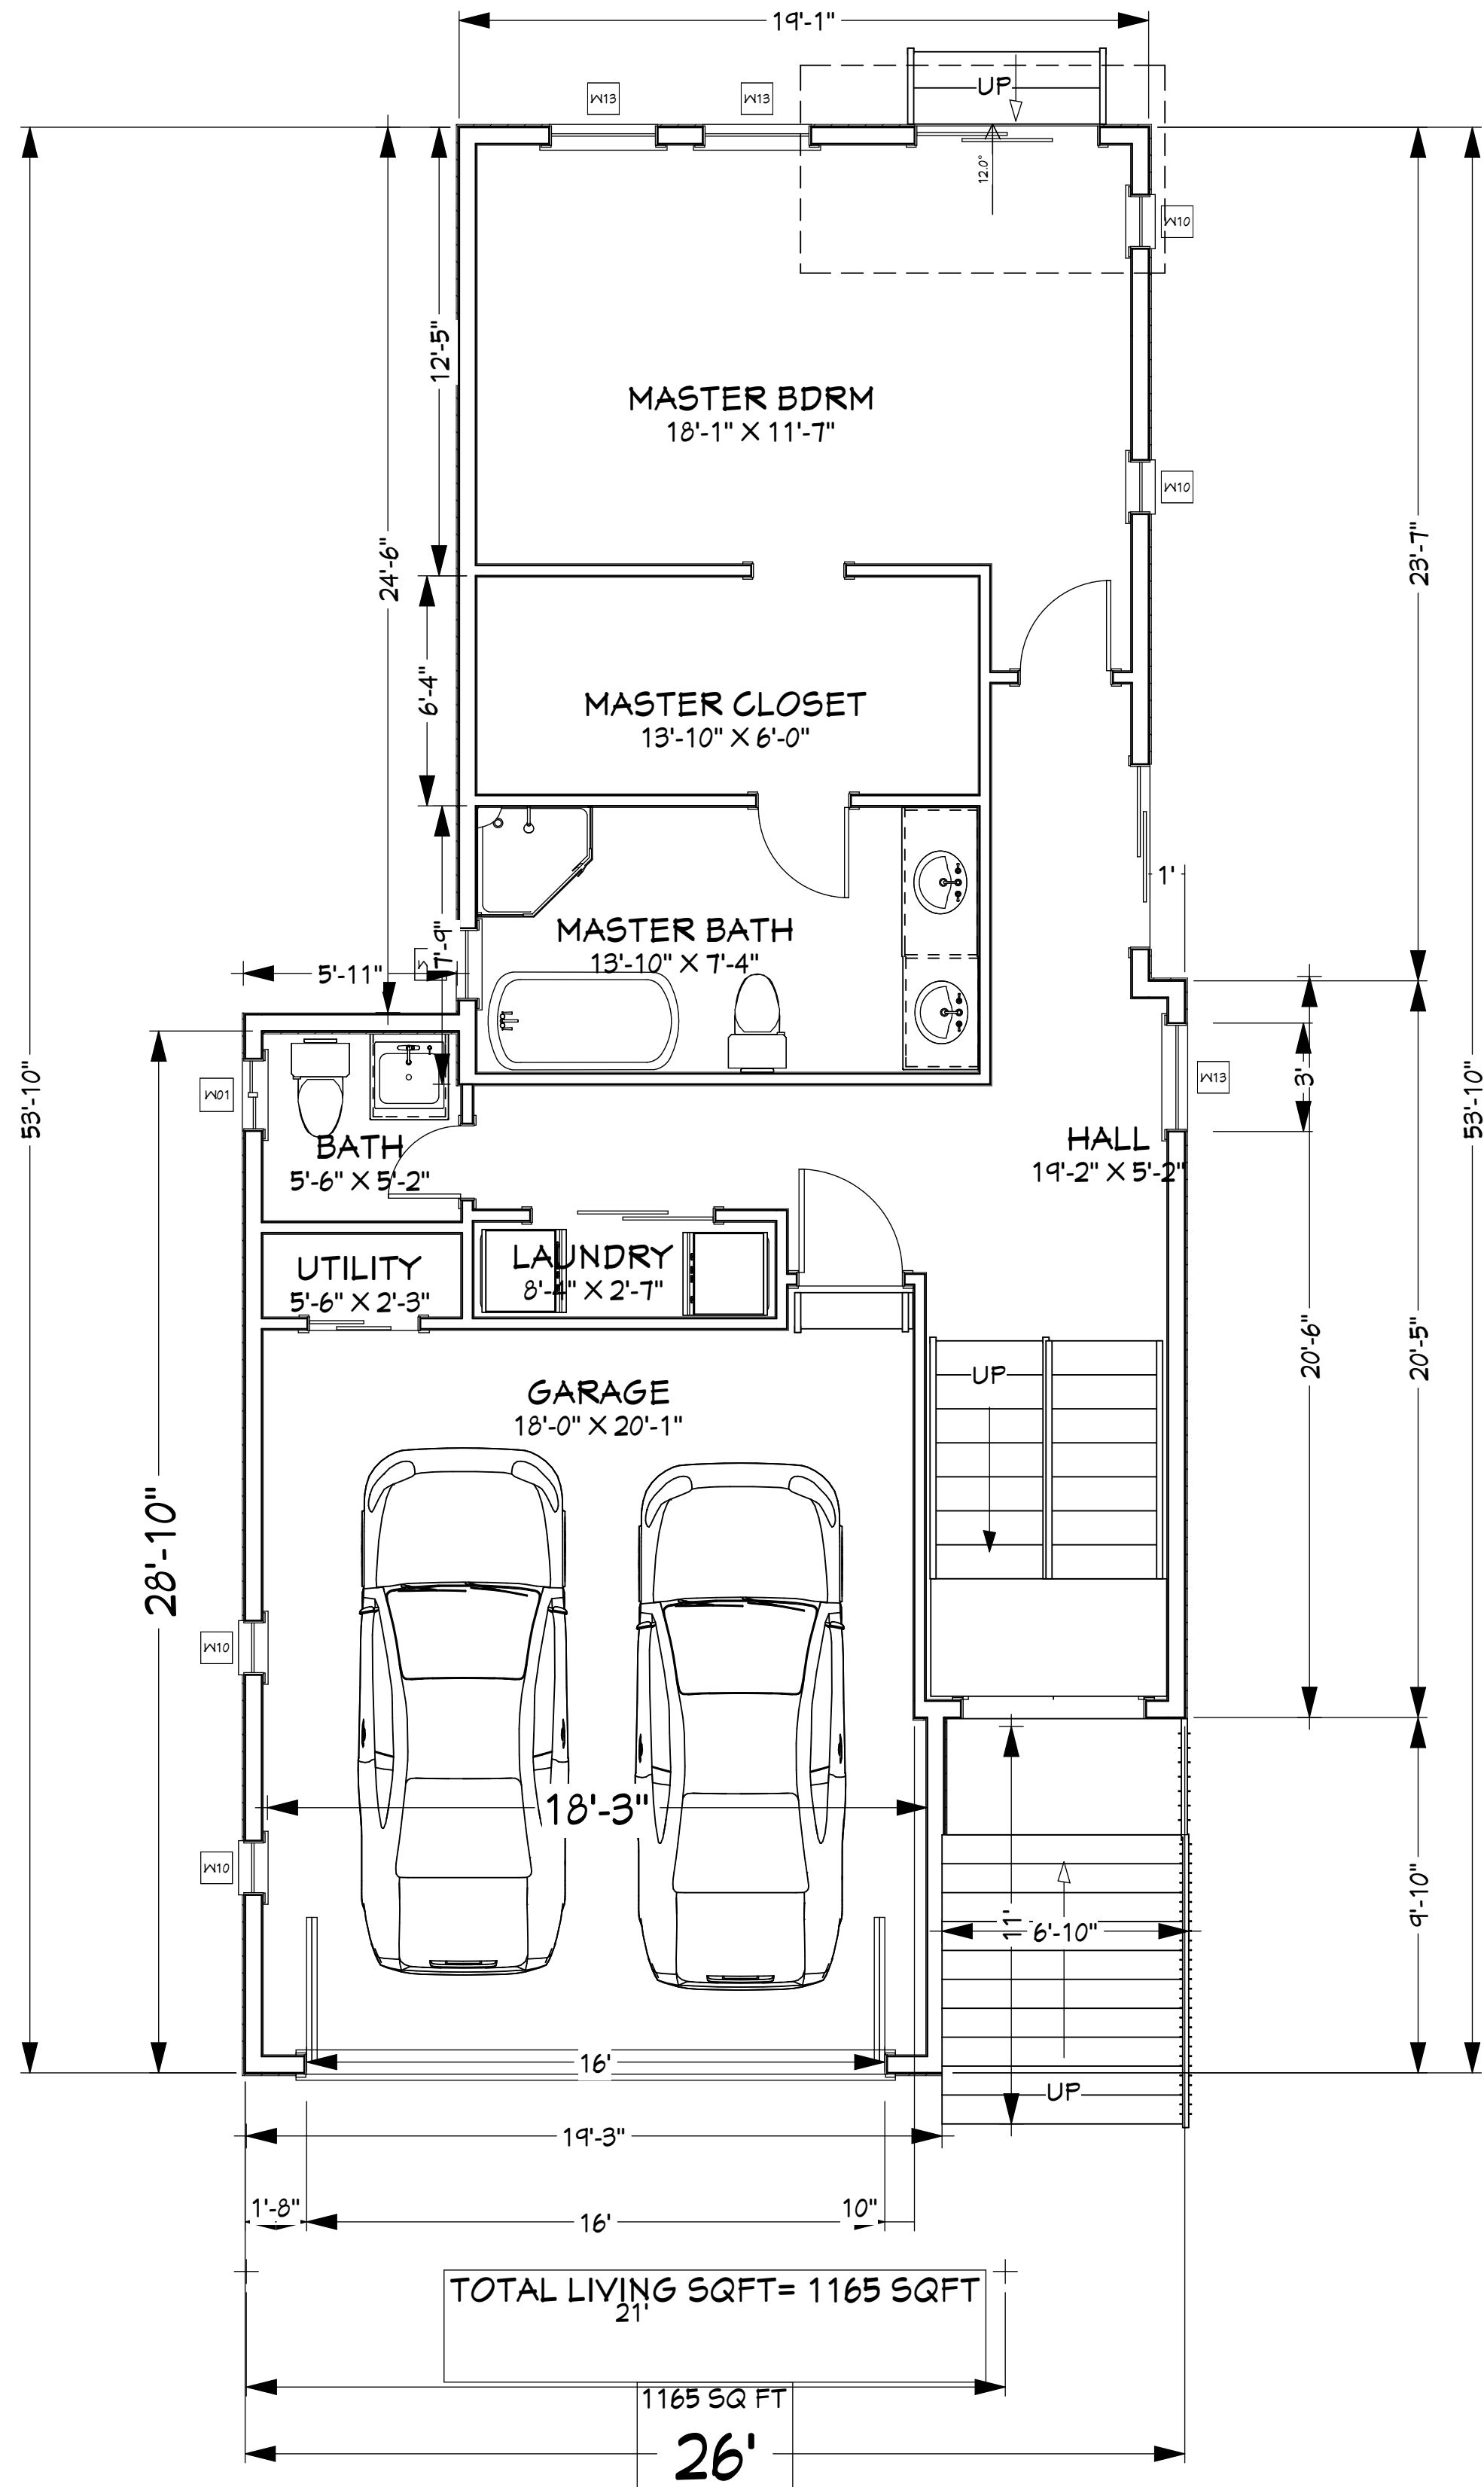 19'-1"
UP
W13
W13
12.0°
W10
12'-5"
MASTER BDRM
18'-1" X 11'-7"
W10
24'-6"
23'-7"
6'-4"
MASTER CLOSET
13'-10" X 6'-0"
1'
7'-9"
MASTER BATH
13'-10" X 7'-4"
5'-11"
53'-10"
53'-10"
W01
3'
W13
BATH
5'-6" X 5'-2"
HALL
19'-2" X 5'-2"
UTILITY
5'-6" X 2'-3"
LAUNDRY
8'-4" X 2'-7"
20'-6"
20'-5"
UP
GARAGE
18'-0" X 20'-1"
28'-10"
W10
18'-3"
W10
9'-10"
11'
6'-10"
16'
UP
19'-3"
1'-8"
16'
10"
TOTAL LIVING SQFT= 1165 SQFT
21'
1165 SQ FT
26'